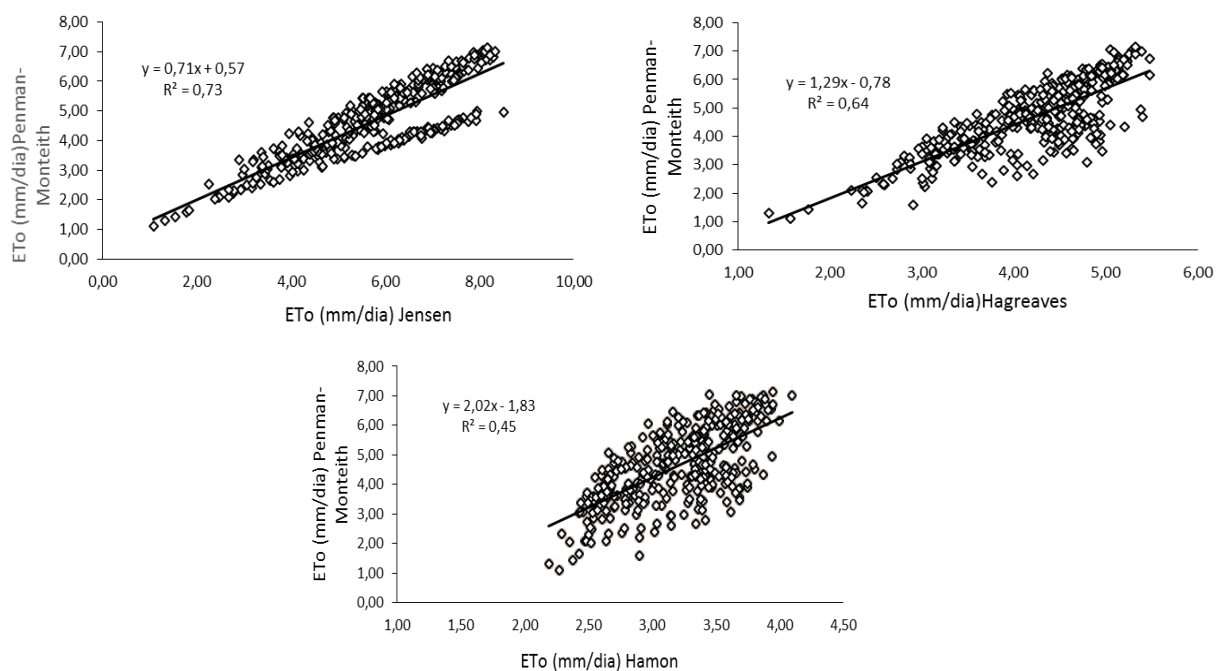 8,00
7,00
6,00
5,00
4,00
3,00
2,00
1,00
0,00
ETo (mm/dia)Penman-
Monteith
y = 0,71x + 0,57
R² = 0,73
0,00 2,00 4,00 6,00 8,00 10,00
ETo (mm/dia) Jensen
8,00
7,00
6,00
5,00
4,00
3,00
2,00
1,00
0,00
ETo (mm/dia) Penman-
Monteith
y = 1,29x - 0,78
R² = 0,64
1,00 2,00 3,00 4,00 5,00 6,00
ETo (mm/dia)Hagreaves
8,00
7,00
6,00
5,00
4,00
3,00
2,00
1,00
0,00
ETo (mm/dia) Penman-
Monteith
y = 2,02x - 1,83
R² = 0,45
1,00 1,50 2,00 2,50 3,00 3,50 4,00 4,50
ETo (mm/dia) Hamon